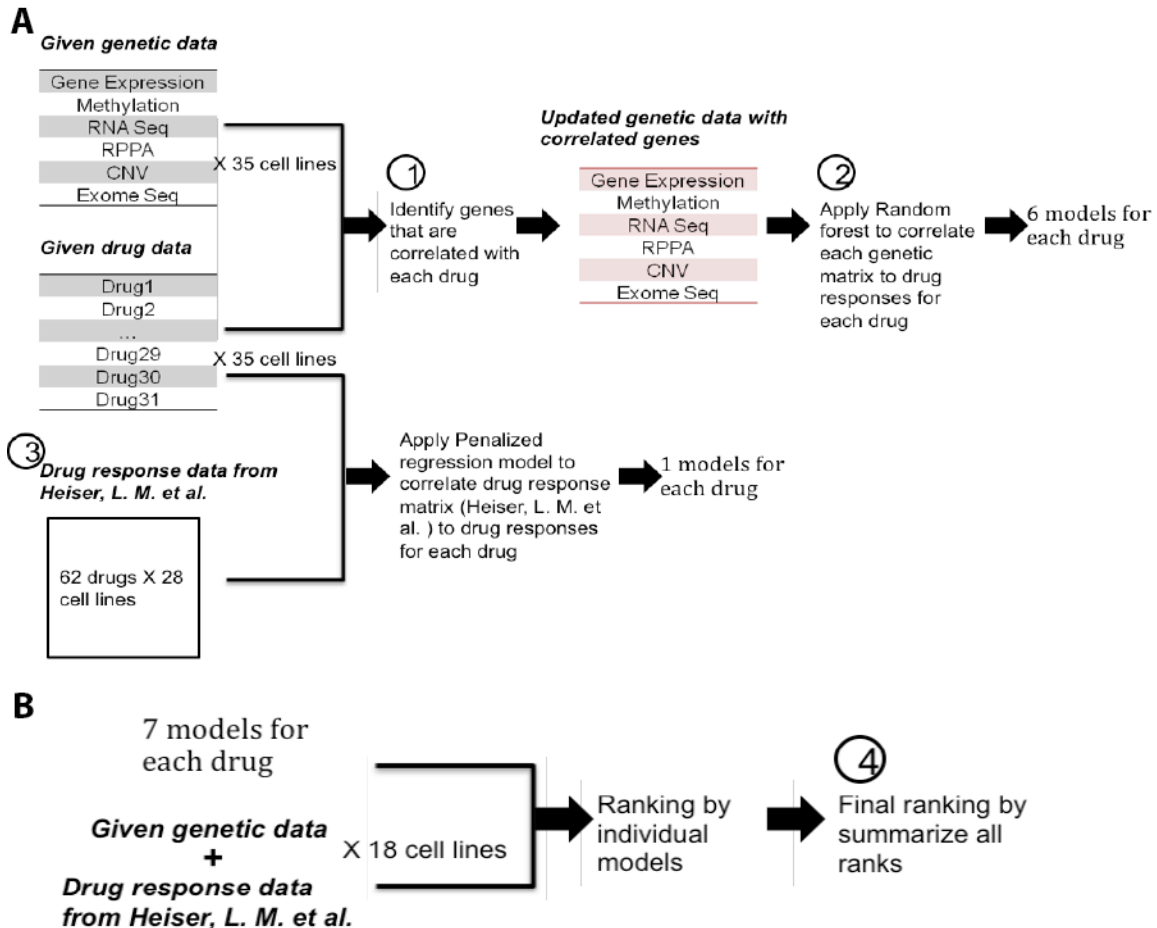 A
Given genetic data
Gene Expression
Methylation
RNA Seq
RPPA
CNV
Exome Seq
X 35 cell lines
Given drug data
Drug1
Drug2
...
Drug29
Drug30
Drug31
X 35 cell lines
1
Identify genes
that are
correlated with
each drug
Updated genetic data with
correlated genes
Gene Expression
Methylation
RNA Seq
RPPA
CNV
Exome Seq
2
Apply Random
forest to correlate
each genetic
matrix to drug
responses for
each drug
6 models for
each drug
3
Drug response data from
Heiser, L. M. et al.
62 drugs X 28
cell lines
Apply Penalized
regression model to
correlate drug response
matrix (Heiser, L. M. et
al. ) to drug responses
for each drug
1 models for
each drug
B
7 models for
each drug
Given genetic data
+
Drug response data
from Heiser, L. M. et al.
X 18 cell lines
Ranking by
individual
models
4
Final ranking by
summarize all
ranks